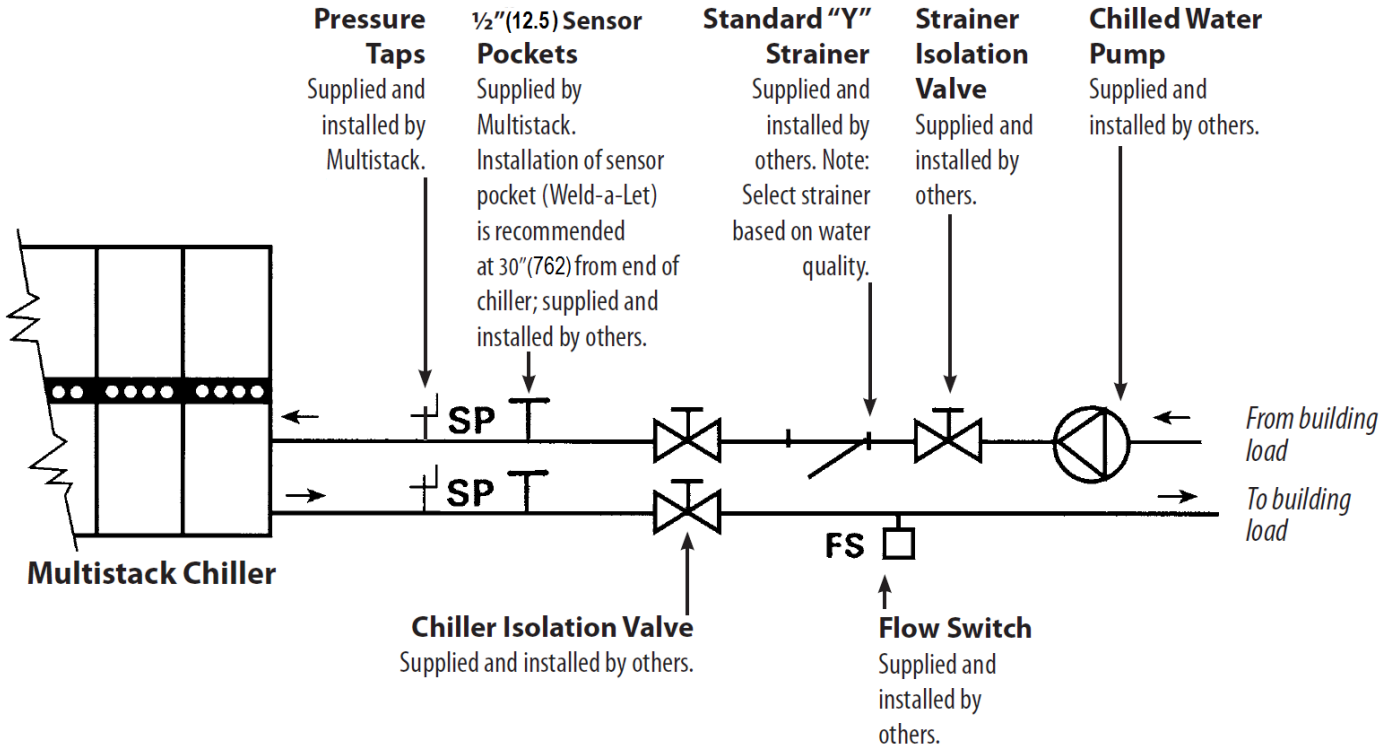 Pressure
Taps
Supplied and
installed by
Multistack.
½"(12.5) Sensor
Pockets
Supplied by
Multistack.
Installation of sensor
pocket (Weld-a-Let)
is recommended
at 30"(762) from end of
chiller; supplied and
installed by others.
Standard “Y”
Strainer
Supplied and
installed by
others. Note:
Select strainer
based on water
quality.
Strainer
Isolation
Valve
Supplied and
installed by
others.
Chilled Water
Pump
Supplied and
installed by others.
SP
From building
load
SP
To building
load
FS
Multistack Chiller
Chiller Isolation Valve
Supplied and installed by others.
Flow Switch
Supplied and
installed by
others.